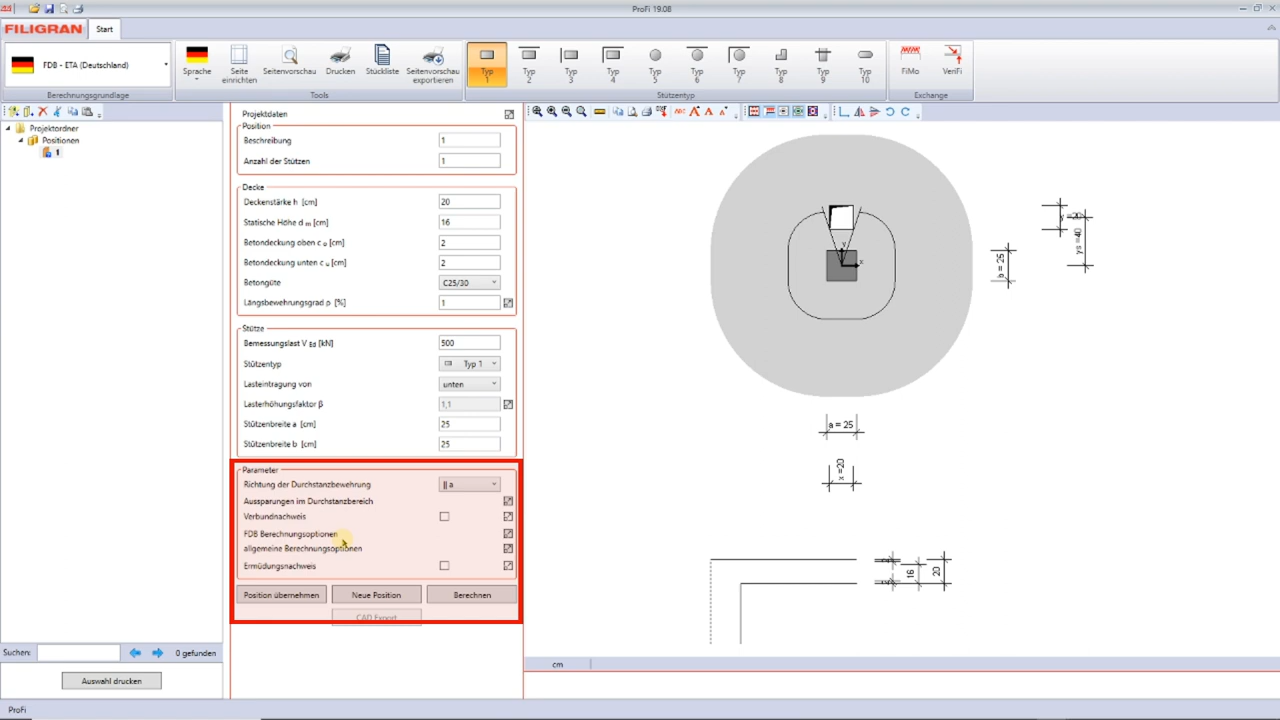 ProFi 19.08
FILIGRAN Start
FDB - ETA (Deutschland)
Berechnungsgrundlage
Sprache
Seite einrichten
Seitenvorschau
Drucken
Stückliste
Seitenvorschau exportieren
Tools
Typ 1
Typ 2
Typ 3
Typ 4
Typ 6
Typ 7
Typ 8
Typ 9
Typ 10
Stützentyp
FiMo
VeriFi
Exchange
Projektordner
Positionen
1
Suchen:
0 gefunden
Auswahl drucken
ProFi
Projektdaten
Position
Beschreibung 1
Anzahl der Stützen 1
Decke
Deckenstärke h [cm] 20
Statische Höhe d m [cm] 16
Betondeckung oben c o [cm] 2
Betondeckung unten c u [cm] 2
Betongüte C25/30
Längsbewehrungsgrad ρ [%] 1
Stütze
Bemessungslast V Ed [kN] 500
Stützentyp Typ 1
Lasteintragung von unten
Lasterhöhungsfaktor β 1,1
Stützenbreite a [cm] 25
Stützenbreite b [cm] 25
Parameter
Richtung der Durchstanzbewehrung || a
Aussparungen im Durchstanzbereich
Verbundnachweis
FDB Berechnungsoptionen
allgemeine Berechnungsoptionen
Ermüdungsnachweis
Position übernehmen Neue Position Berechnen
CAD Export
y
x
b = 25
ys =40
a = 25
x =20
16
20
cm